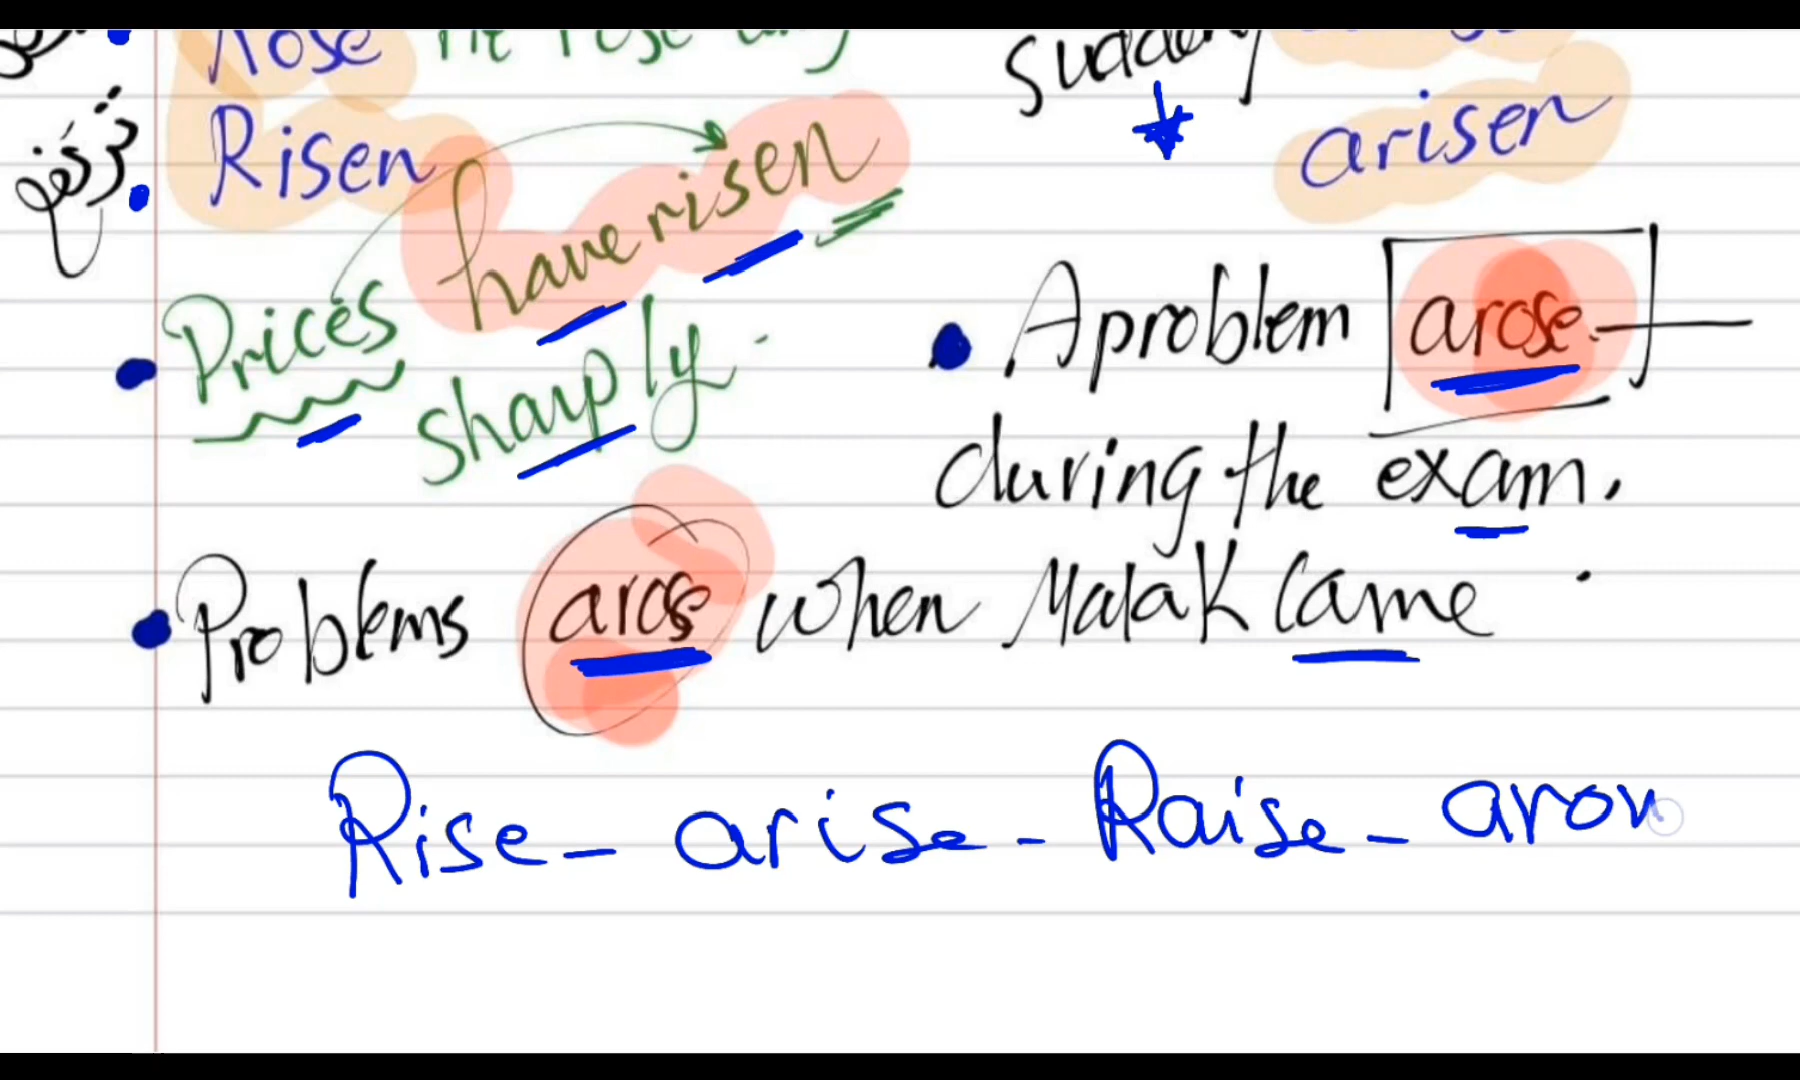 Rose
Risen
have risen
Prices
sharply.
arisen
A problem arose
during the exam.
Problems arose when Malak came.
Rise - arise - Raise - arou